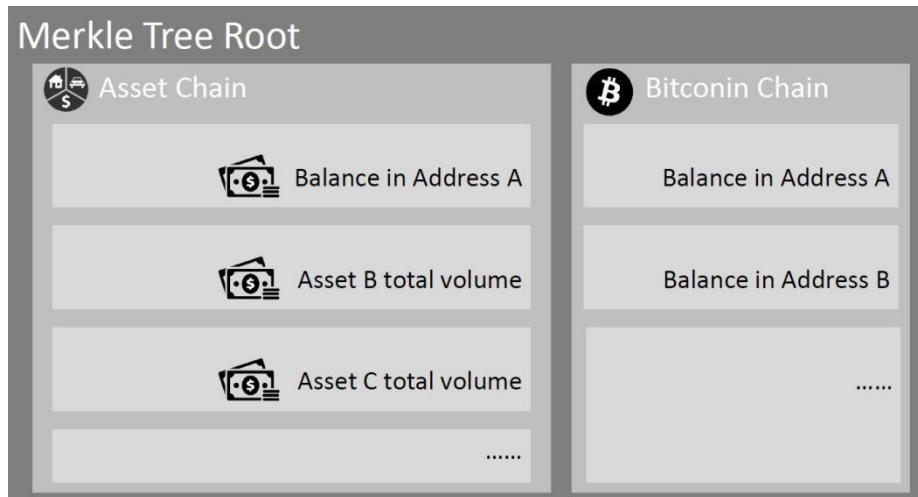 Merkle Tree Root
Asset Chain
Balance in Address A
Asset B total volume
Asset C total volume
......
Bitconin Chain
Balance in Address A
Balance in Address B
......